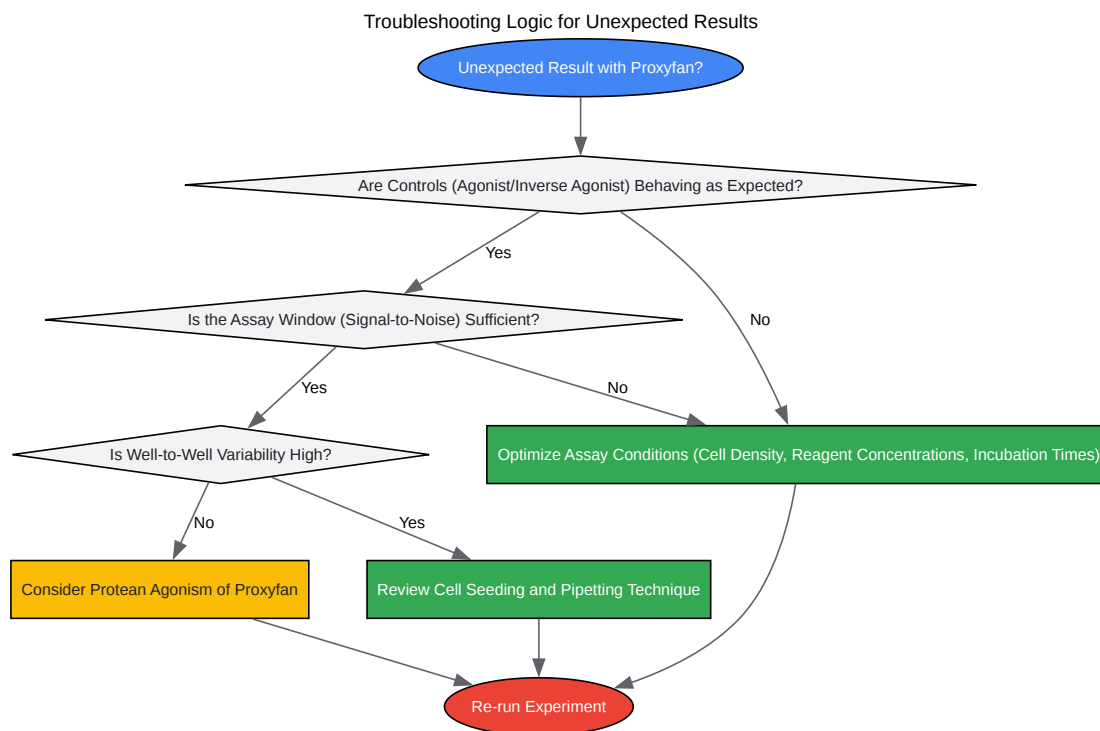 Troubleshooting Logic for Unexpected Results
Unexpected Result with Proxyfan?
Are Controls (Agonist/Inverse Agonist) Behaving as Expected?
Yes
Is the Assay Window (Signal-to-Noise) Sufficient?
No
Yes
No
Is Well-to-Well Variability High?
Optimize Assay Conditions (Cell Density, Reagent Concentrations, Incubation Times)
No
Yes
Consider Protean Agonism of Proxyfan
Review Cell Seeding and Pipetting Technique
Re-run Experiment